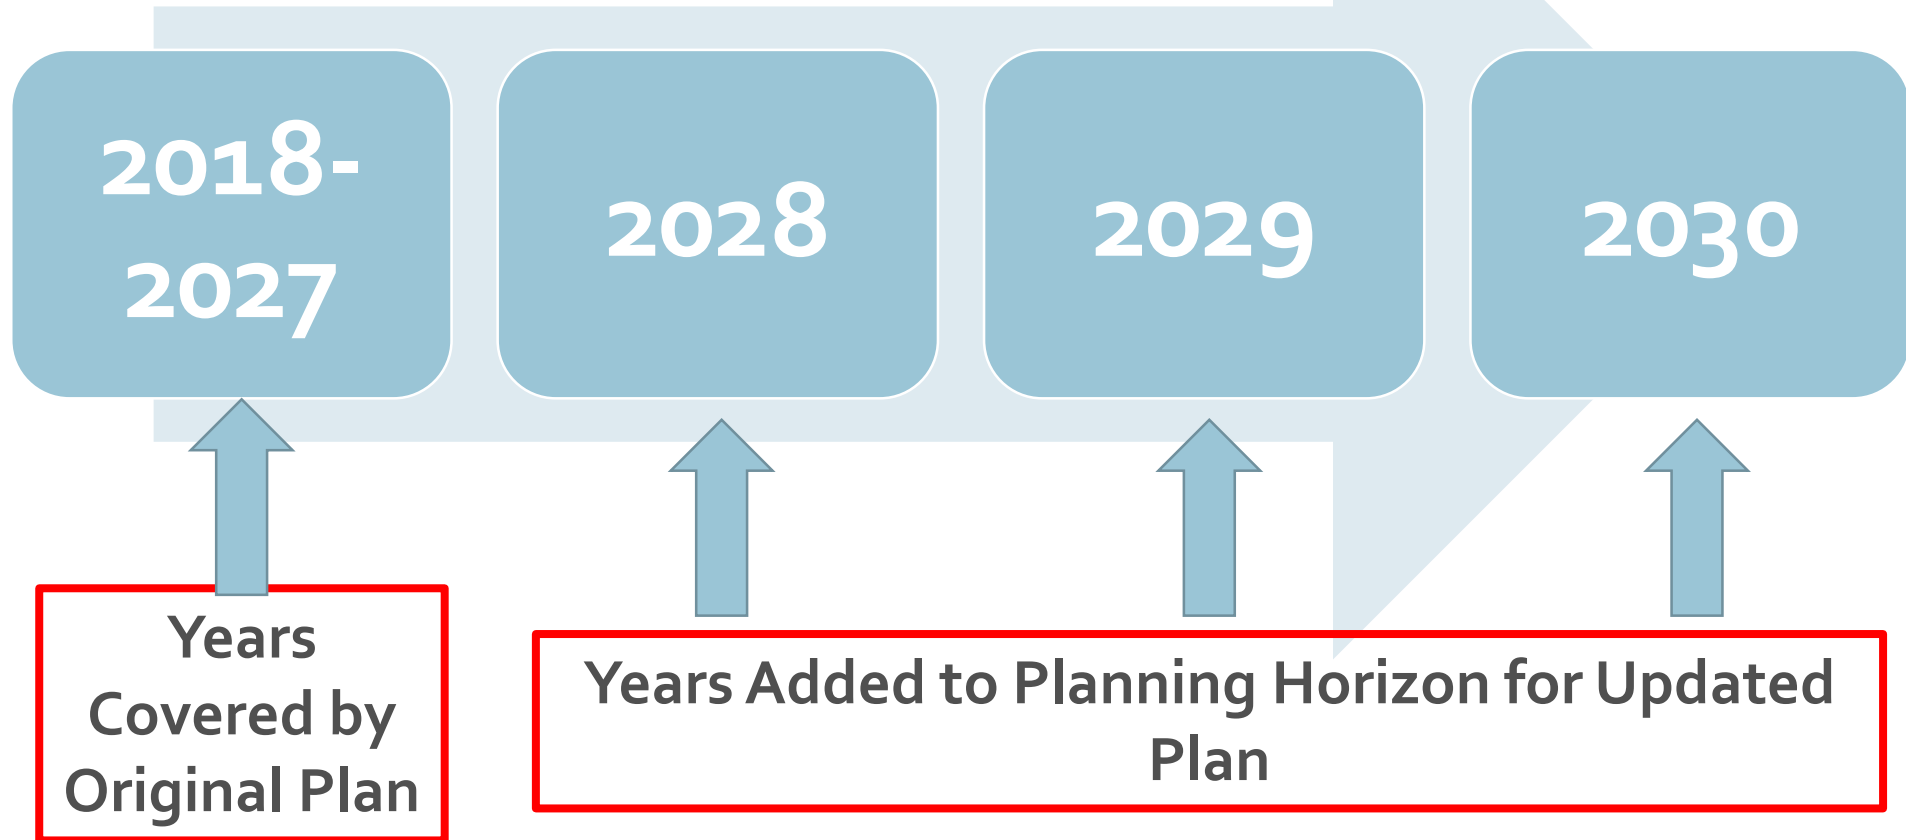 2018-
2027
2028
2029
2030
Years
Covered by
Original Plan
Years Added to Planning Horizon for Updated
Plan